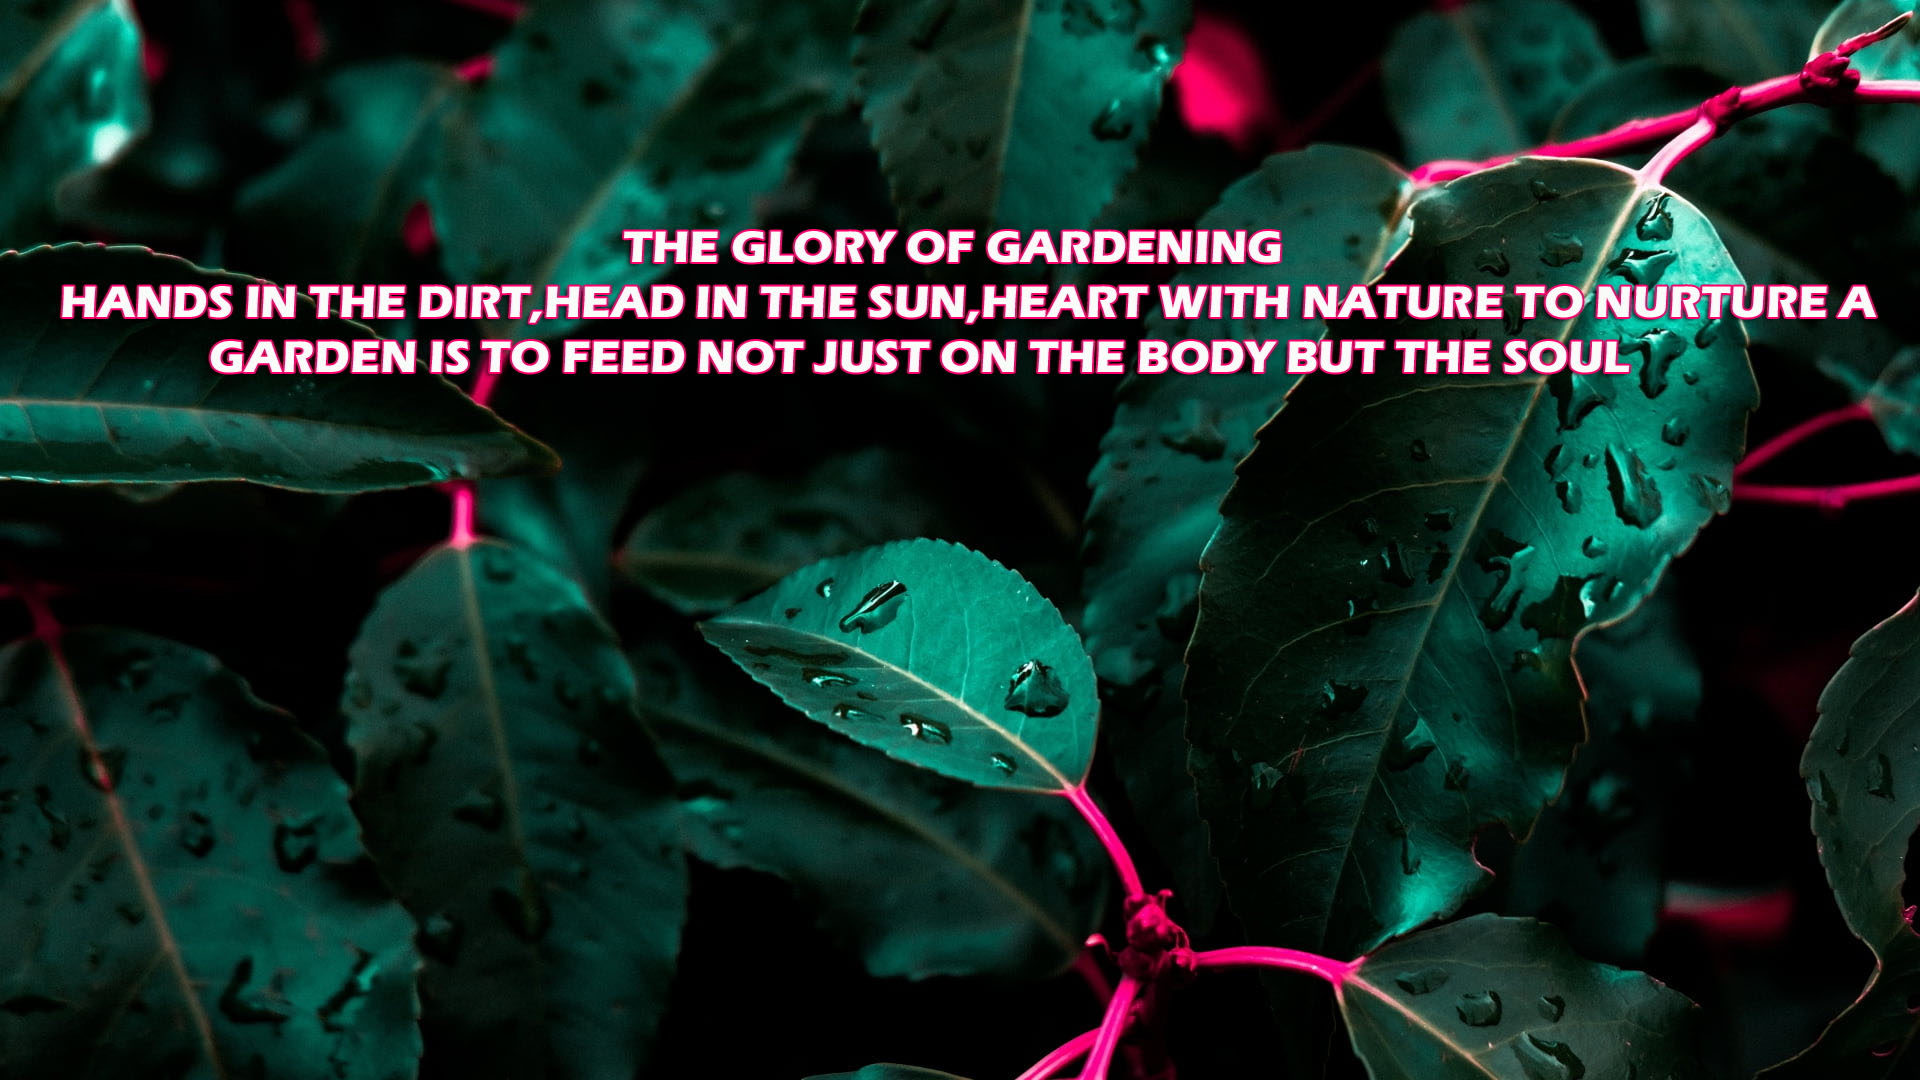 THE GLORY OF GARDENING
HANDS IN THE DIRT,HEAD IN THE SUN,HEART WITH NATURE TO NURTURE A
GARDEN IS TO FEED NOT JUST ON THE BODY BUT THE SOUL